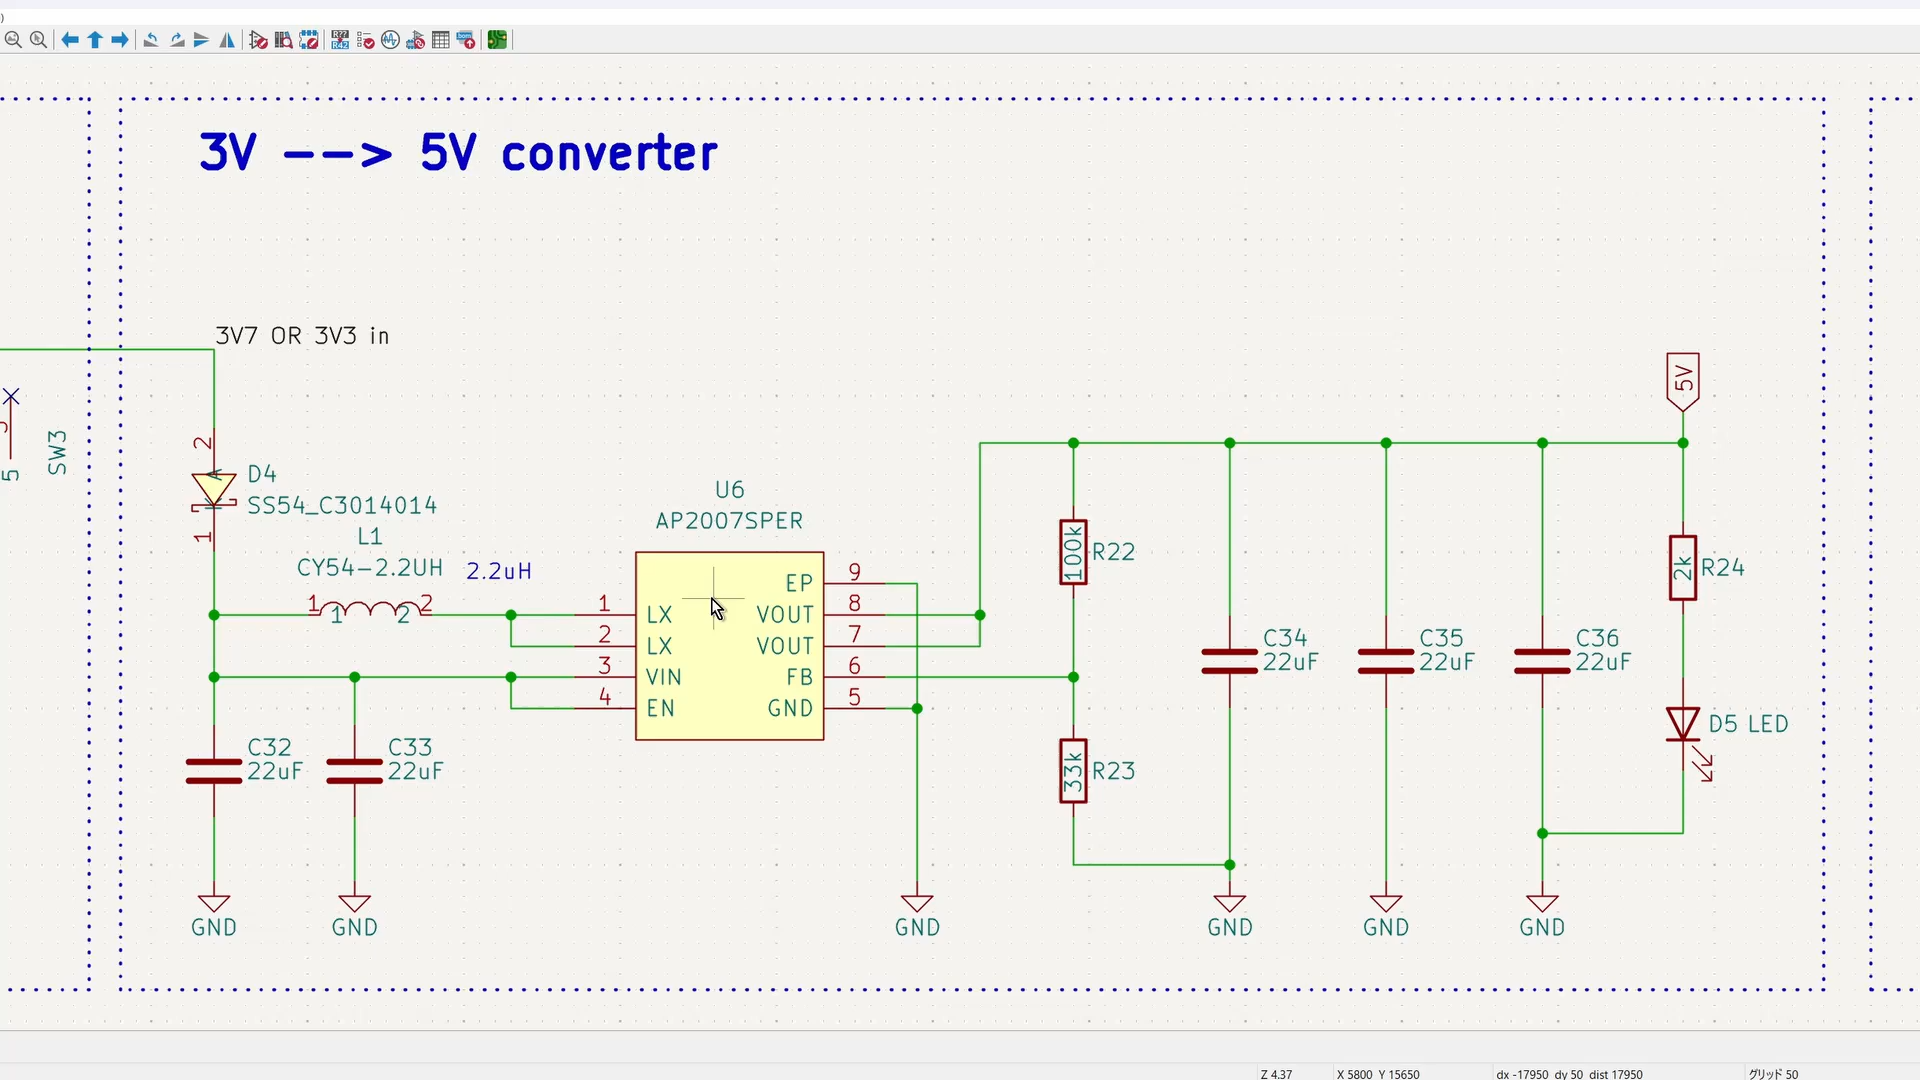 3V --> 5V converter
3V7 OR 3V3 in
5V
SW3
5
2
A
K
1
D4
SS54_C3014014
L1
CY54-2.2UH
2.2uH
1
1
2
2
U6
AP2007SPER
1
2
3
4
LX
LX
VIN
EN
EP
VOUT
VOUT
FB
GND
9
8
7
6
5
100k
R22
33k
R23
C34
22uF
C35
22uF
C36
22uF
2k
R24
D5 LED
C32
22uF
C33
22uF
GND
GND
GND
GND
GND
GND
Z 4.37
X 5800 Y 15650
dx -17950 dy 50 dist 17950
グリッド 50